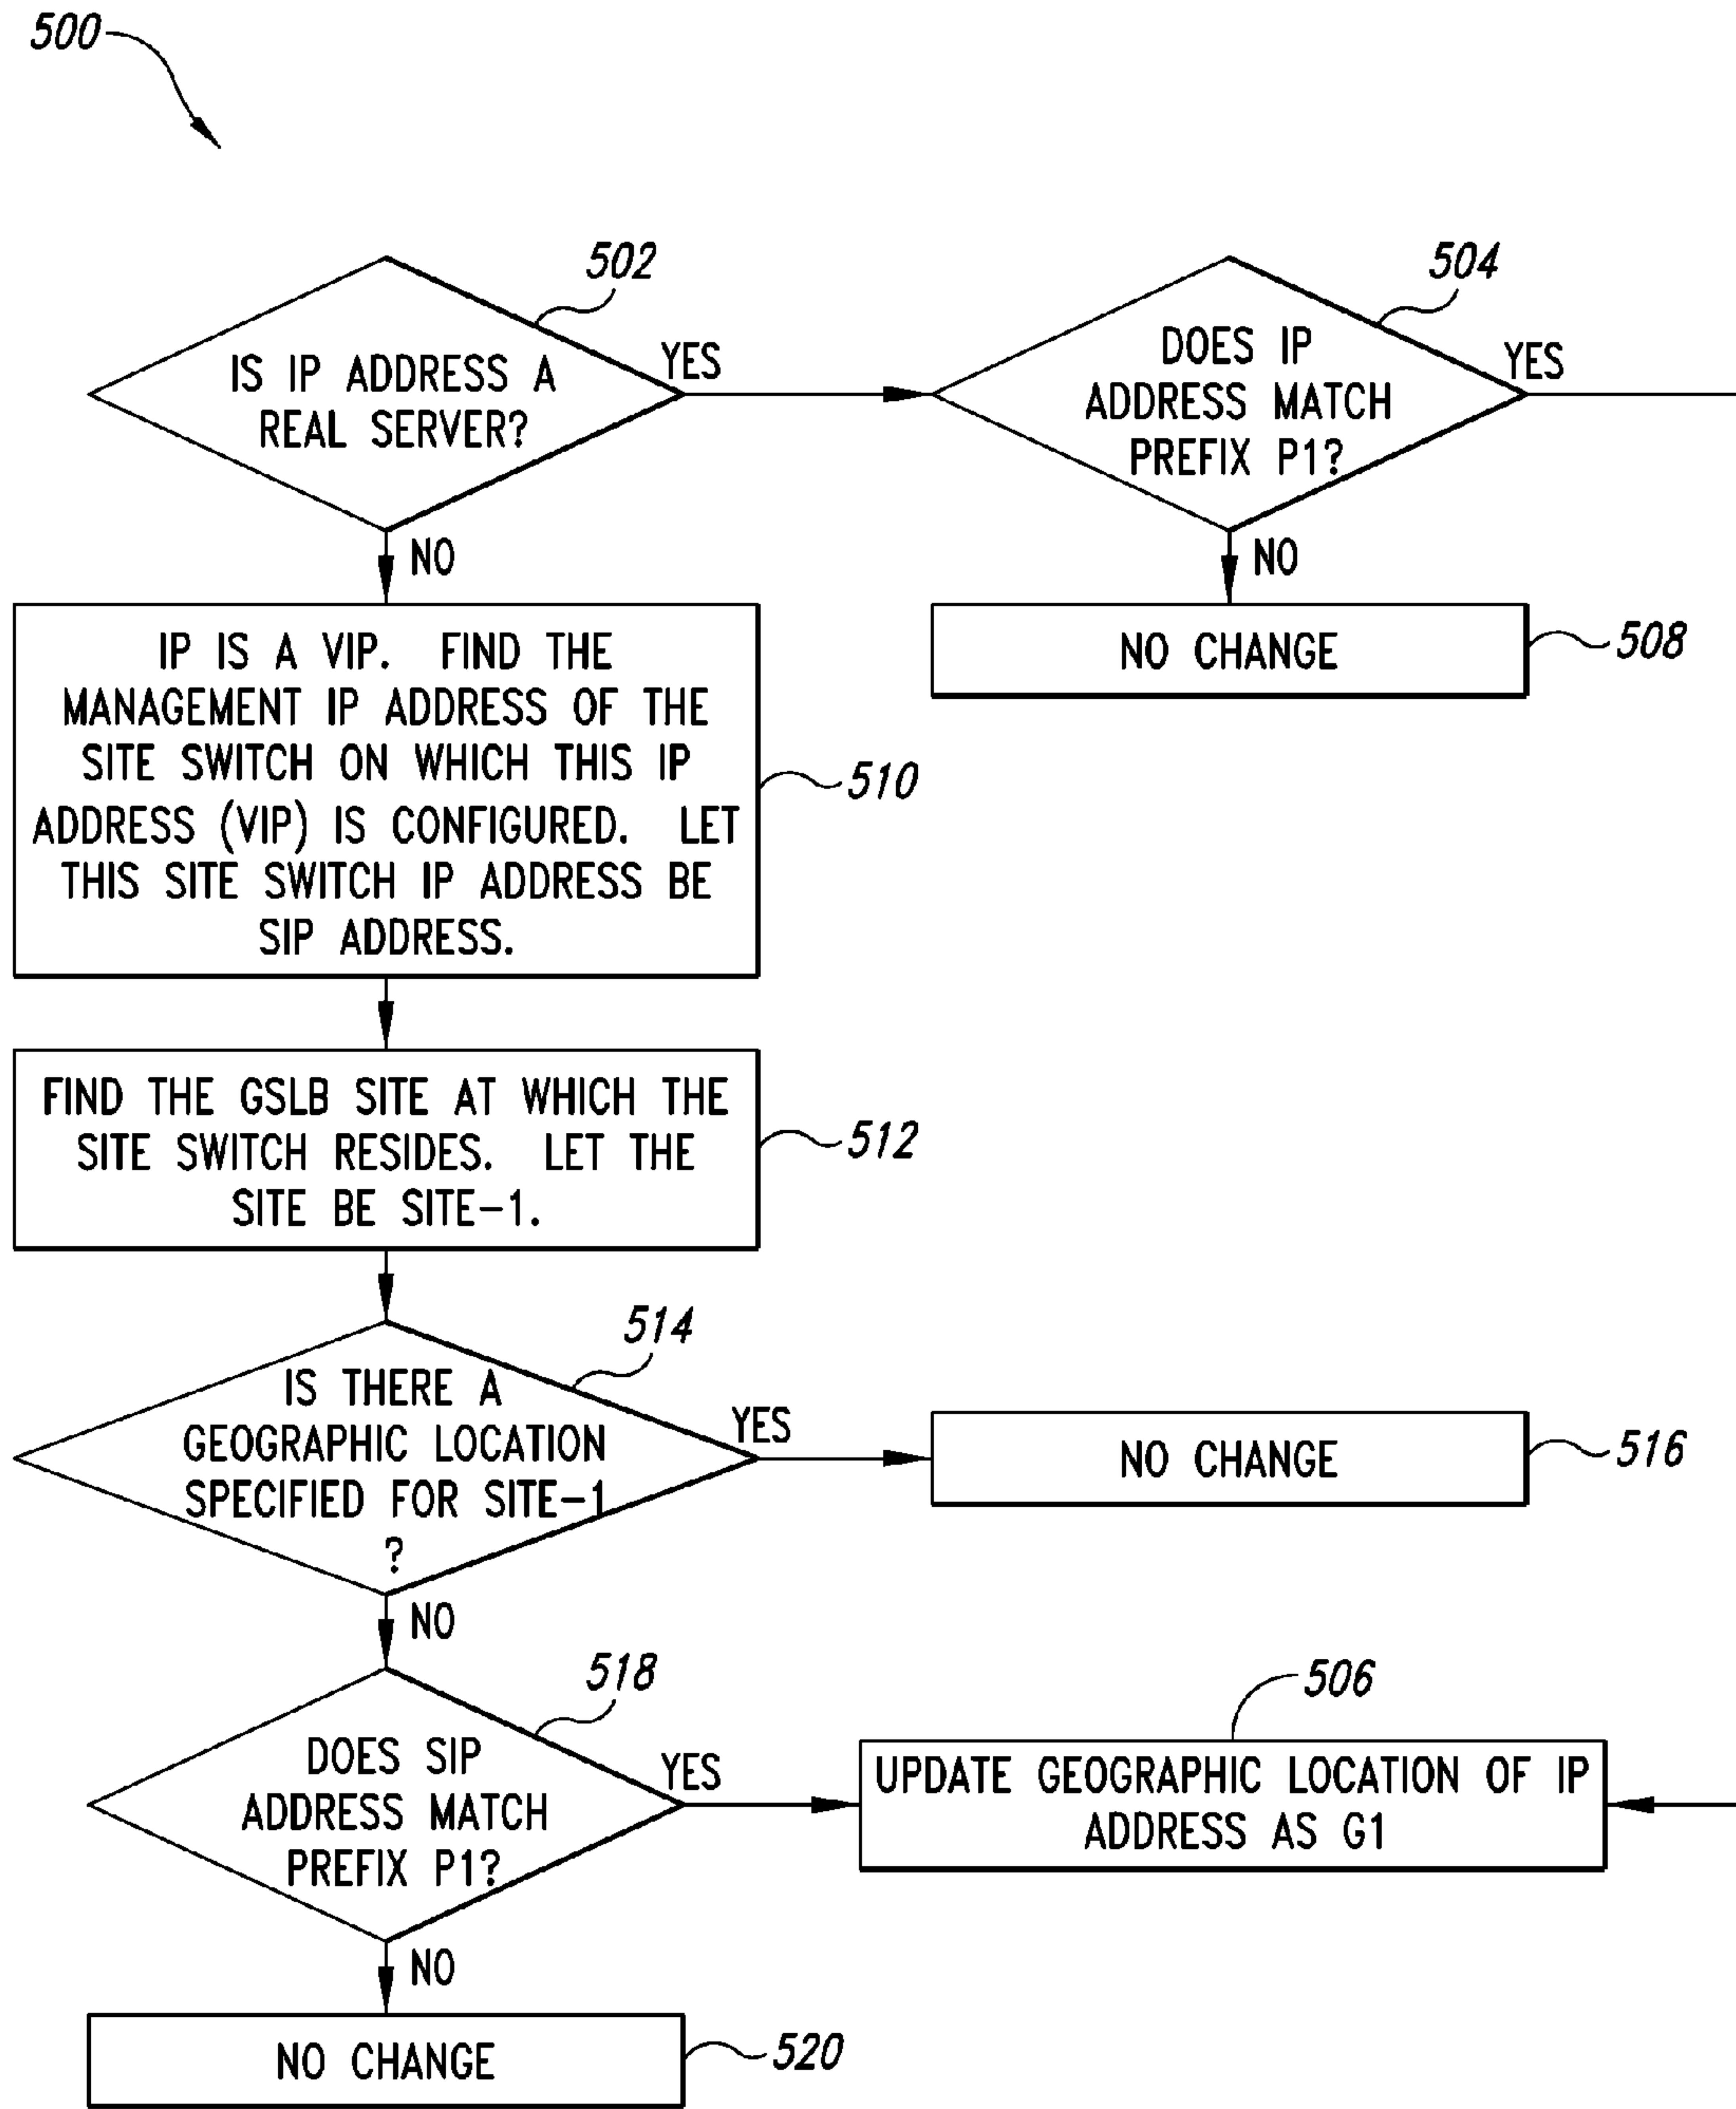 500
502
IS IP ADDRESS A
REAL SERVER?
YES
NO
504
DOES IP
ADDRESS MATCH
PREFIX P1?
YES
NO
NO CHANGE
508
IP IS A VIP. FIND THE
MANAGEMENT IP ADDRESS OF THE
SITE SWITCH ON WHICH THIS IP
ADDRESS (VIP) IS CONFIGURED. LET
THIS SITE SWITCH IP ADDRESS BE
SIP ADDRESS.
510
FIND THE GSLB SITE AT WHICH THE
SITE SWITCH RESIDES. LET THE
SITE BE SITE-1.
512
514
IS THERE A
GEOGRAPHIC LOCATION
SPECIFIED FOR SITE-1
?
YES
NO
NO CHANGE
516
518
DOES SIP
ADDRESS MATCH
PREFIX P1?
YES
NO
506
UPDATE GEOGRAPHIC LOCATION OF IP
ADDRESS AS G1
NO CHANGE
520